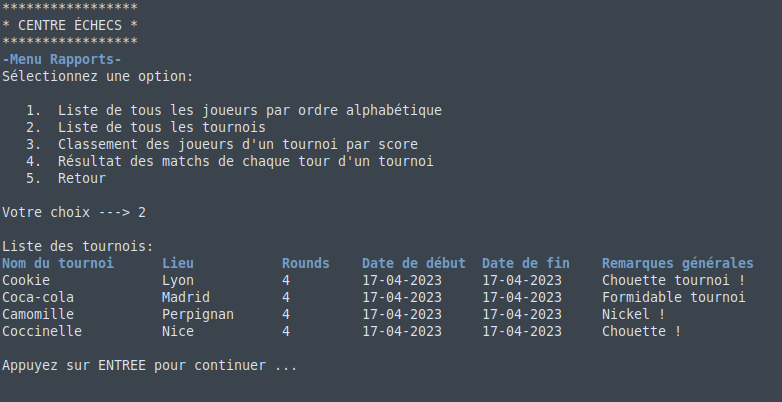 *****************
* CENTRE ÉCHECS *
*****************
-Menu Rapports-
Sélectionnez une option:
1. Liste de tous les joueurs par ordre alphabétique
2. Liste de tous les tournois
3. Classement des joueurs d'un tournoi par score
4. Résultat des matchs de chaque tour d'un tournoi
5. Retour
Votre choix ---> 2
Liste des tournois:
Nom du tournoi Lieu Rounds Date de début Date de fin Remarques générales
Cookie Lyon 4 17-04-2023 17-04-2023 Chouette tournoi !
Coca-cola Madrid 4 17-04-2023 17-04-2023 Formidable tournoi
Camomille Perpignan 4 17-04-2023 17-04-2023 Nickel !
Coccinelle Nice 4 17-04-2023 17-04-2023 Chouette !
Appuyez sur ENTREE pour continuer ...